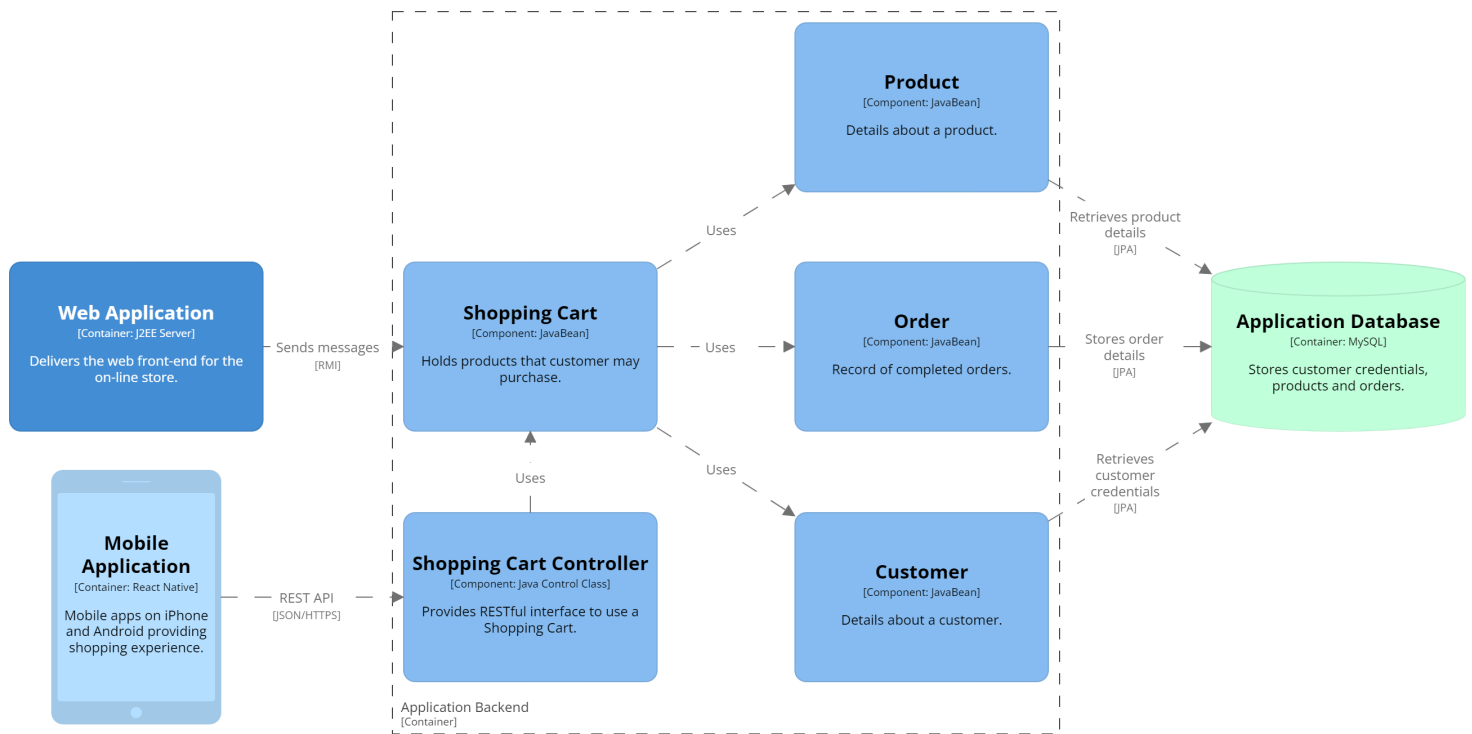 Product
[Component: JavaBean]
Details about a product.
Uses
Retrieves product
details
[JPA]
Web Application
[Container: J2EE Server]
Delivers the web front-end for the
on-line store.
Sends messages
[RMI]
Shopping Cart
[Component: JavaBean]
Holds products that customer may
purchase.
Uses
Order
[Component: JavaBean]
Record of completed orders.
Stores order
details
[JPA]
Application Database
[Container: MySQL]
Stores customer credentials,
products and orders.
Uses
Uses
Retrieves
customer
credentials
[JPA]
Mobile
Application
[Container: React Native]
Mobile apps on iPhone
and Android providing
shopping experience.
REST API
[JSON/HTTPS]
Shopping Cart Controller
[Component: Java Control Class]
Provides RESTful interface to use a
Shopping Cart.
Customer
[Component: JavaBean]
Details about a customer.
Application Backend
[Container]